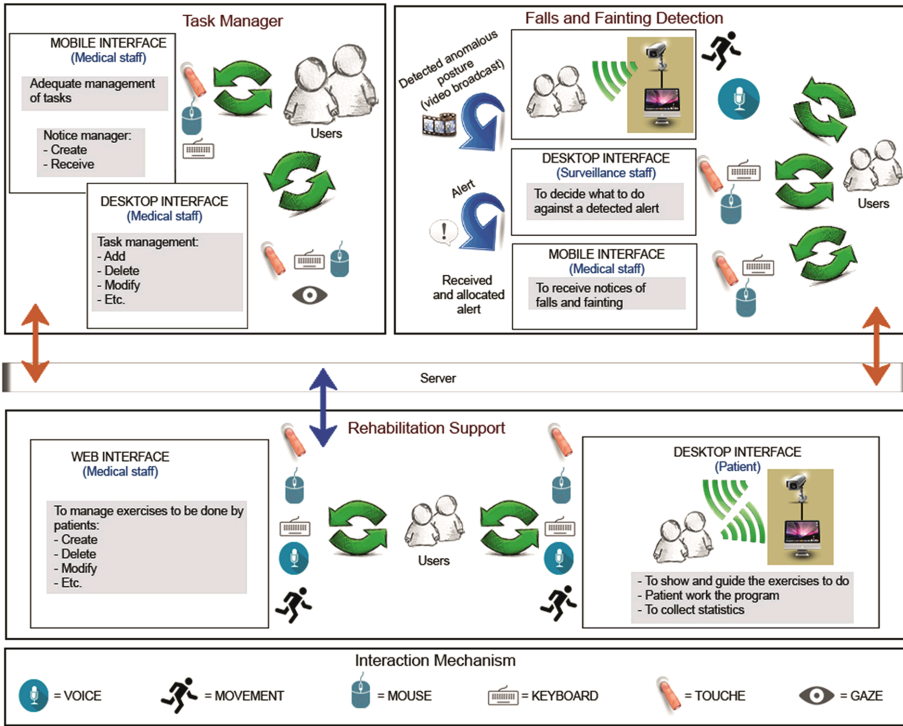 Task Manager
MOBILE INTERFACE
(Medical staff)
Adequate management
of tasks
Notice manager:
- Create
- Receive
Users
DESKTOP INTERFACE
(Medical staff)
Task management:
- Add
- Delete
- Modify
- Etc.
Falls and Fainting Detection
Detected anomalous
posture
(video broadcast)
Alert
!
Received
and allocated
alert
DESKTOP INTERFACE
(Surveillance staff)
To decide what to do
against a detected alert
MOBILE INTERFACE
(Medical staff)
To receive notices of
falls and fainting
Users
Server
Rehabilitation Support
WEB INTERFACE
(Medical staff)
To manage exercises to be done by
patients:
- Create
- Delete
- Modify
- Etc.
Users
DESKTOP INTERFACE
(Patient)
- To show and guide the exercises to do
- Patient work the program
- To collect statistics
Interaction Mechanism
= VOICE
= MOVEMENT
= MOUSE
= KEYBOARD
= TOUCHE
= GAZE